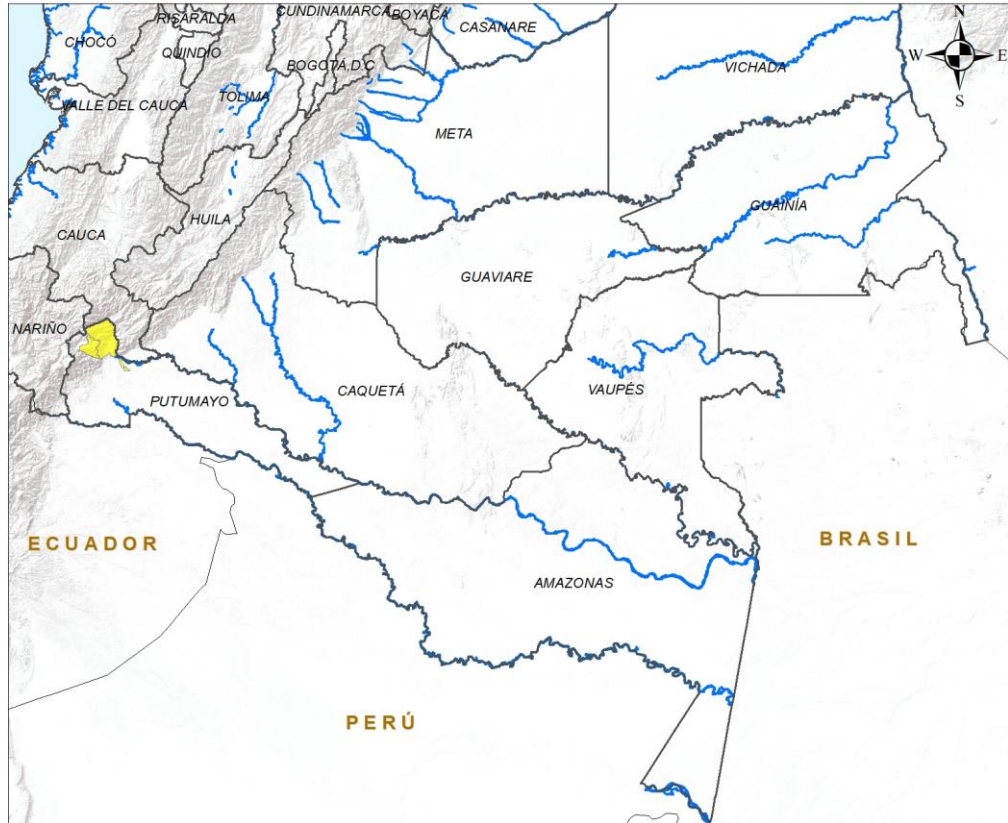 CUNDINAMARCA
BOYACÁ
RISARALDA
CASANARE
N
CHOCÓ
QUINDIO
BOGOTÁ D.C
W
E
VICHADA
TOLIMA
VALLE DEL CAUCA
S
META
GUAINÍA
HUILA
CAUCA
GUAVIARE
NARIÑO
PUTUMAYO
CAQUETÁ
VAUPÉS
ECUADOR
BRASIL
AMAZONAS
PERÚ